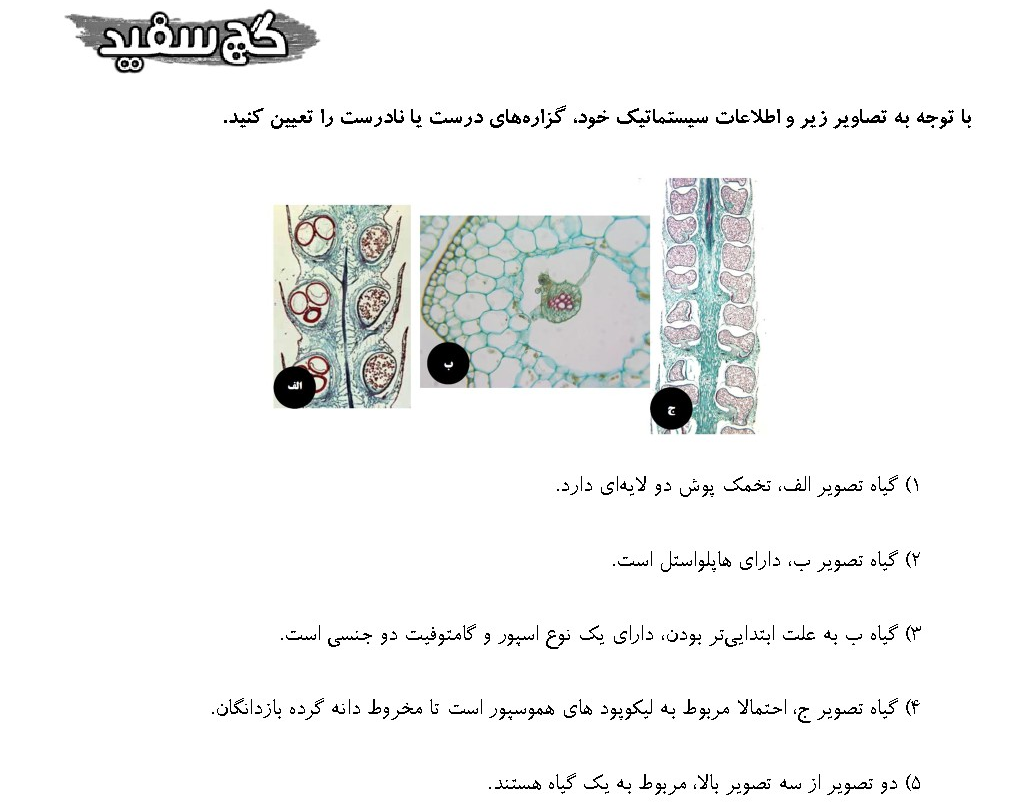 گچ سفید
با توجه به تصاویر زیر و اطلاعات سیستماتیک خود، گزاره‌های درست یا نادرست را تعیین کنید.
الف
ب
ج
۱) گیاه تصویر الف، تخمک پوش دو لایه‌ای دارد.
۲) گیاه تصویر ب، دارای هاپلواستل است.
۳) گیاه ب به علت ابتدایی‌تر بودن، دارای یک نوع اسپور و گامتوفیت دو جنسی است.
۴) گیاه تصویر ج، احتمالا مربوط به لیکوپود های هموسپور است تا مخروط دانه گرده بازدانگان.
۵) دو تصویر از سه تصویر بالا، مربوط به یک گیاه هستند.